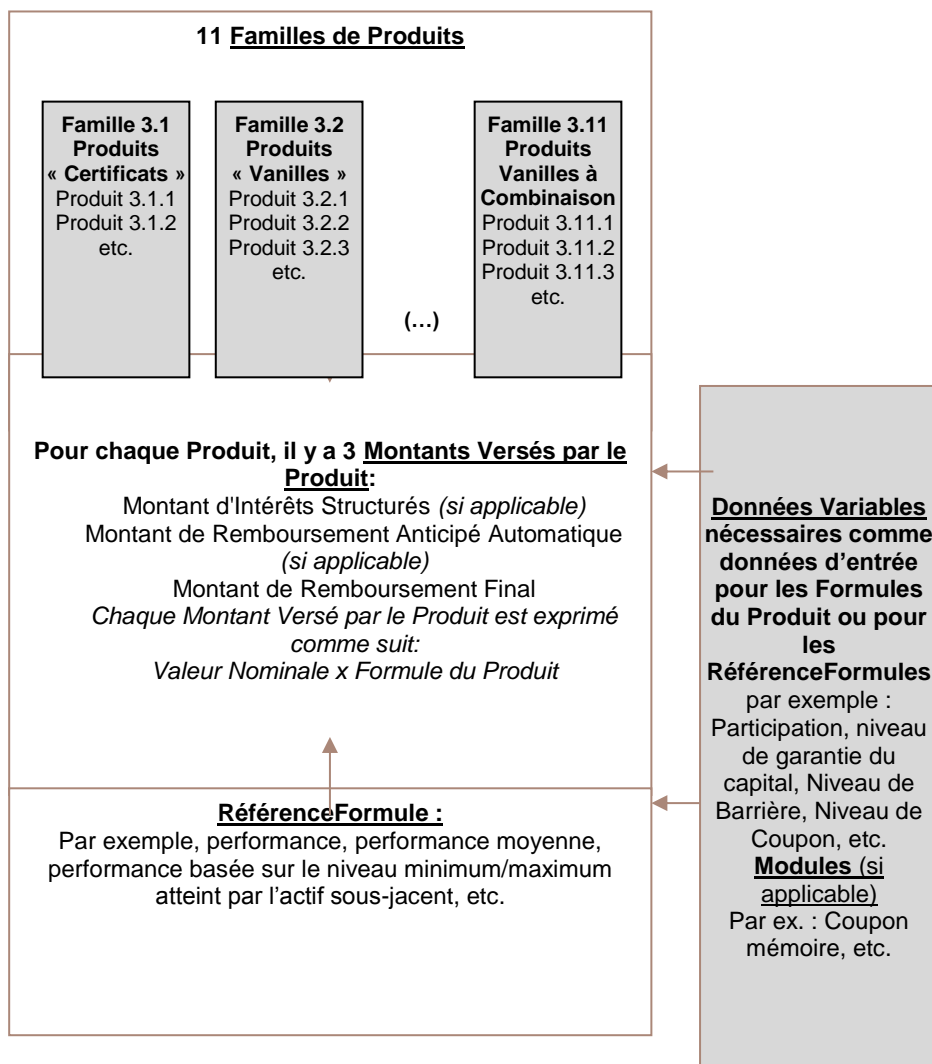 11 Familles de Produits
Famille 3.1
Produits
« Certificats »
Produit 3.1.1
Produit 3.1.2
etc.
Famille 3.2
Produits
« Vanilles »
Produit 3.2.1
Produit 3.2.2
Produit 3.2.3
etc.
(…)
Famille 3.11
Produits
Vanilles à
Combinaison
Produit 3.11.1
Produit 3.11.2
Produit 3.11.3
etc.
Pour chaque Produit, il y a 3 Montants Versés par le
Produit:
Montant d'Intérêts Structurés (si applicable)
Montant de Remboursement Anticipé Automatique
(si applicable)
Montant de Remboursement Final
Chaque Montant Versé par le Produit est exprimé
comme suit:
Valeur Nominale x Formule du Produit
RéférenceFormule :
Par exemple, performance, performance moyenne,
performance basée sur le niveau minimum/maximum
atteint par l’actif sous-jacent, etc.
Données Variables
nécessaires comme
données d’entrée
pour les Formules
du Produit ou pour
les
RéférenceFormules
par exemple :
Participation, niveau
de garantie du
capital, Niveau de
Barrière, Niveau de
Coupon, etc.
Modules (si
applicable)
Par ex. : Coupon
mémoire, etc.